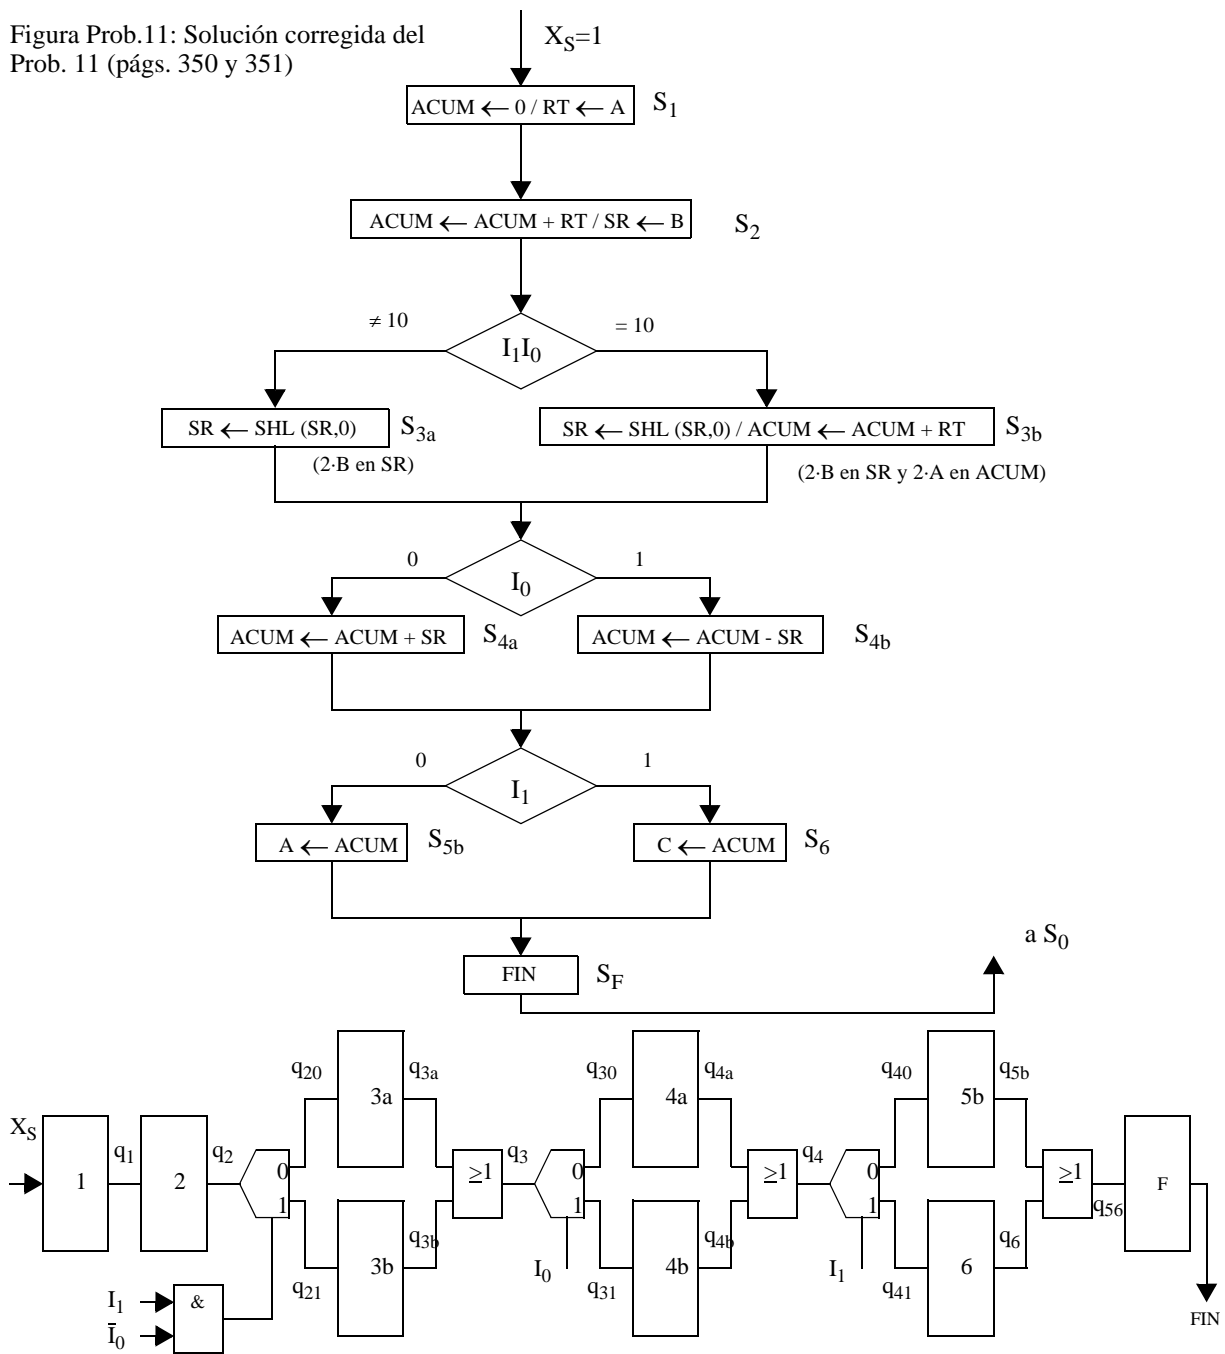 Figura Prob.11: Solución corregida del
Prob. 11 (págs. 350 y 351)
X_S=1
ACUM ← 0 / RT ← A
S_1
ACUM ← ACUM + RT / SR ← B
S_2
≠ 10
I_1I_0
= 10
SR ← SHL (SR,0)
S_3a
(2·B en SR)
SR ← SHL (SR,0) / ACUM ← ACUM + RT
S_3b
(2·B en SR y 2·A en ACUM)
0
I_0
1
ACUM ← ACUM + SR
S_4a
ACUM ← ACUM - SR
S_4b
0
I_1
1
A ← ACUM
S_5b
C ← ACUM
S_6
FIN
S_F
a S_0
X_S
1
q_1
2
q_2
0
1
I_1
Ī_0
&
q_20
3a
q_3a
q_21
3b
q_3b
≥1
q_3
0
1
I_0
q_30
4a
q_4a
q_31
4b
q_4b
≥1
q_4
0
1
I_1
q_40
5b
q_5b
q_41
6
q_6
≥1
q_56
F
FIN